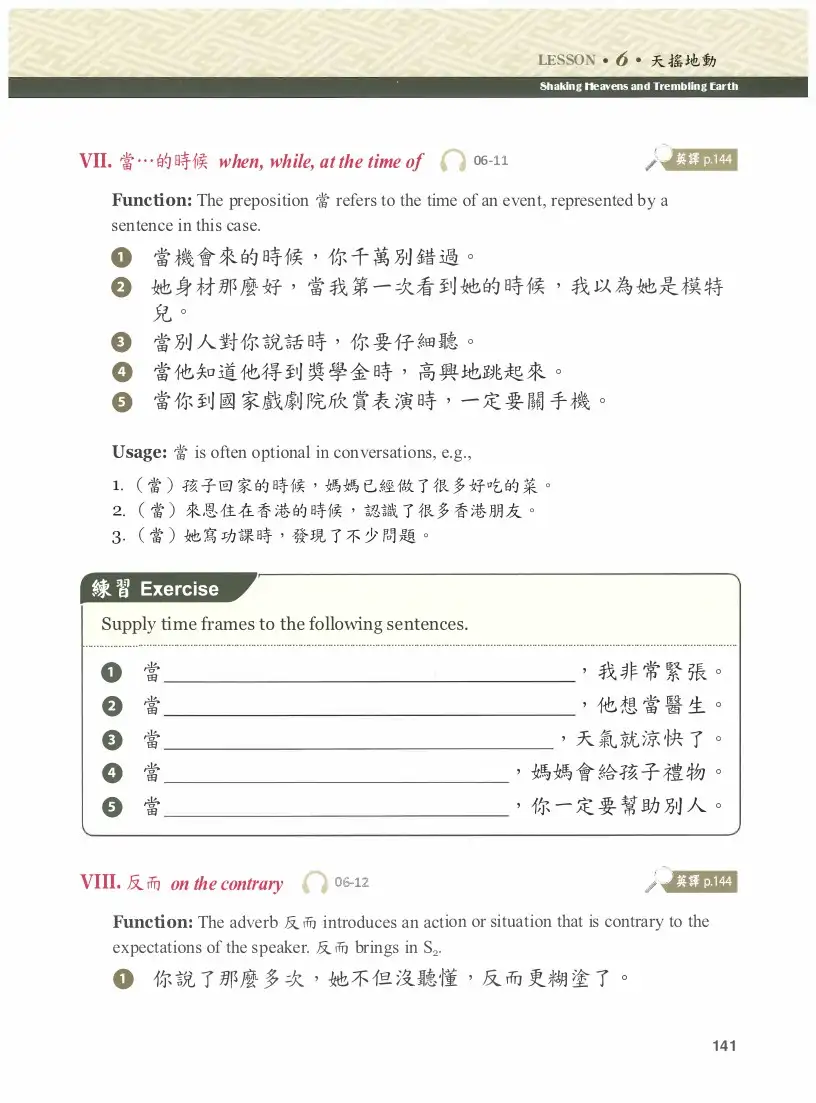 LESSON • 6 • 天搖地動
Shaking Heavens and Trembling Earth
VII. 當⋯的時候 when, while, at the time of 06-11 英譯 p.144
Function: The preposition 當 refers to the time of an event, represented by a
sentence in this case.
1 當機會來的時候，你千萬別錯過。
2 她身材那麼好，當我第一次看到她的時候，我以為她是模特
兒。
3 當別人對你說話時，你要仔細聽。
4 當他知道他得到獎學金時，高興地跳起來。
5 當你到國家戲劇院欣賞表演時，一定要關手機。
Usage: 當 is often optional in conversations, e.g.,
1.（當）孩子回家的時候，媽媽已經做了很多好吃的菜。
2.（當）來恩住在香港的時候，認識了很多香港朋友。
3.（當）她寫功課時，發現了不少問題。
練習 Exercise
Supply time frames to the following sentences.
1 當________________，我非常緊張。
2 當________________，他想當醫生。
3 當________________，天氣就涼快了。
4 當________________，媽媽會給孩子禮物。
5 當________________，你一定要幫助別人。
VIII. 反而 on the contrary 06-12 英譯 p.144
Function: The adverb 反而 introduces an action or situation that is contrary to the
expectations of the speaker. 反而 brings in S₂.
1 你說了那麼多次，她不但沒聽懂，反而更糊塗了。
141